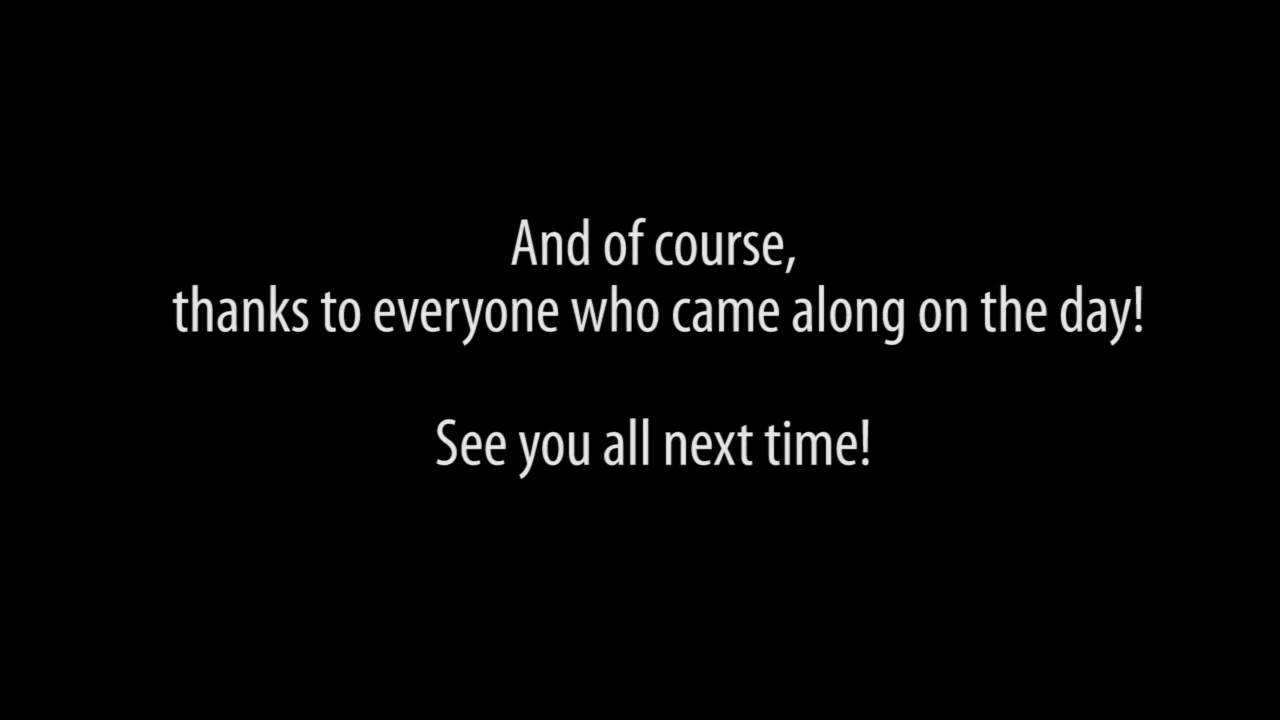 And of course,
thanks to everyone who came along on the day!
See you all next time!